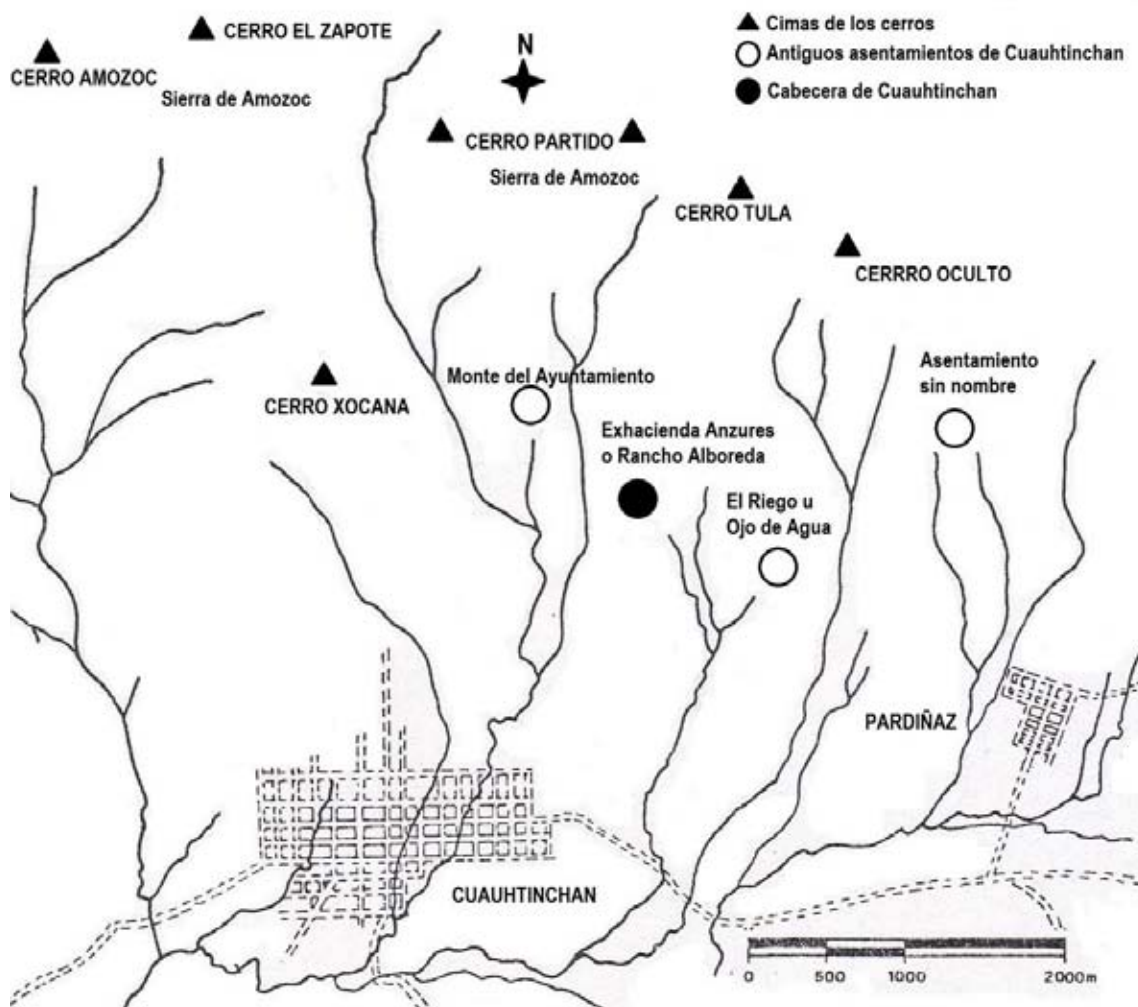 CERRO EL ZAPOTE
CERRO AMOZOC
Sierra de Amozoc
N
Cimas de los cerros
Antiguos asentamientos de Cuauhtinchan
Cabecera de Cuauhtinchan
CERRO PARTIDO
Sierra de Amozoc
CERRO TULA
CERRRO OCULTO
CERRO XOCANA
Monte del Ayuntamiento
Asentamiento
sin nombre
Exhacienda Anzures
o Rancho Alboreda
El Riego u
Ojo de Agua
PARDIÑAZ
CUAUHTINCHAN
0 500 1000 2000m